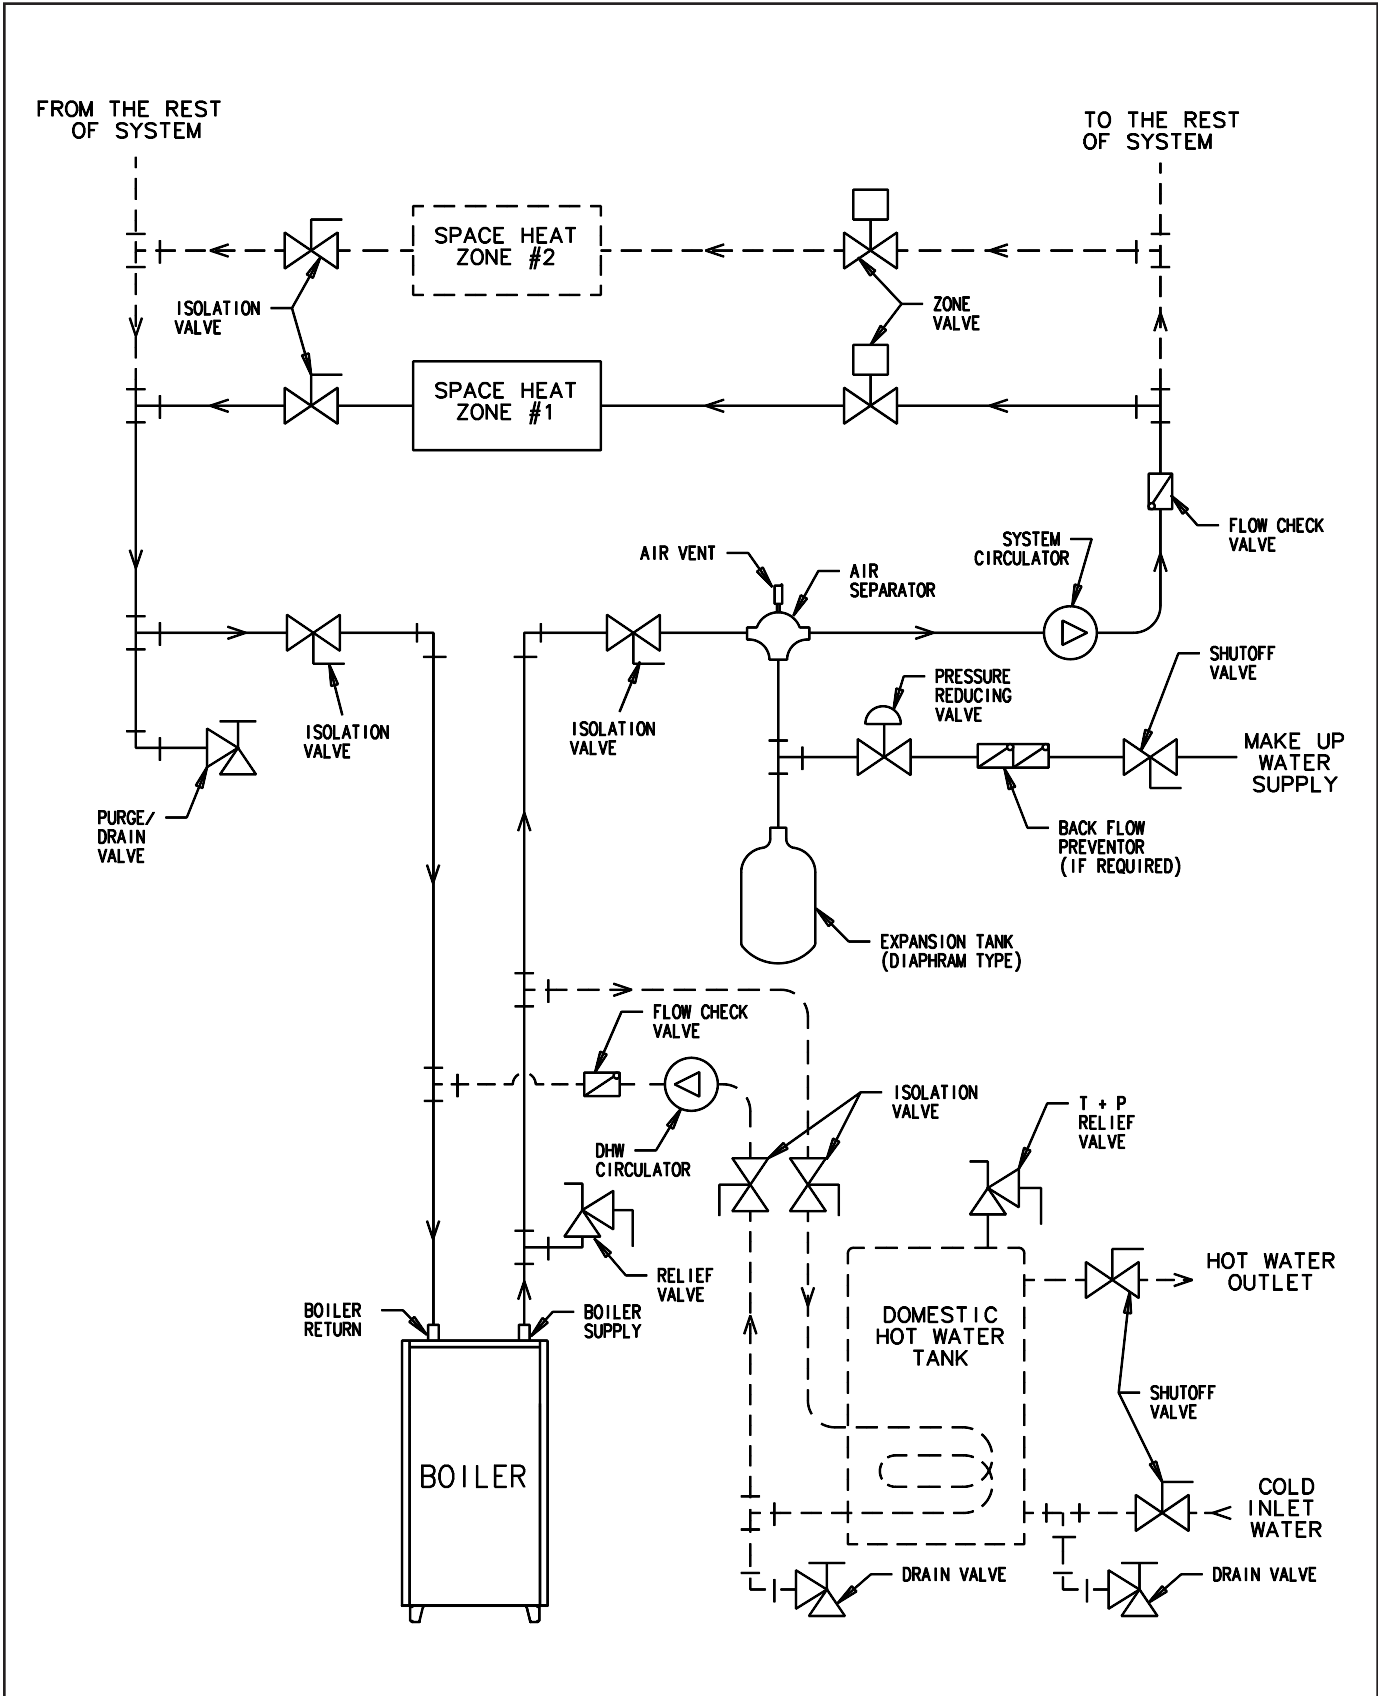 FROM THE REST
OF SYSTEM
TO THE REST
OF SYSTEM
SPACE HEAT
ZONE #2
ISOLATION
VALVE
ZONE
VALVE
SPACE HEAT
ZONE #1
FLOW CHECK
VALVE
SYSTEM
CIRCULATOR
AIR VENT
AIR
SEPARATOR
SHUTOFF
VALVE
PRESSURE
REDUCING
VALVE
ISOLATION
VALVE
ISOLATION
VALVE
MAKE UP
WATER
SUPPLY
PURGE/
DRAIN
VALVE
BACK FLOW
PREVENTOR
(IF REQUIRED)
EXPANSION TANK
(DIAPHRAM TYPE)
FLOW CHECK
VALVE
ISOLATION
VALVE
T + P
RELIEF
VALVE
DHW
CIRCULATOR
RELIEF
VALVE
HOT WATER
OUTLET
BOILER
RETURN
BOILER
SUPPLY
DOMESTIC
HOT WATER
TANK
SHUTOFF
VALVE
BOILER
COLD
INLET
WATER
DRAIN VALVE
DRAIN VALVE